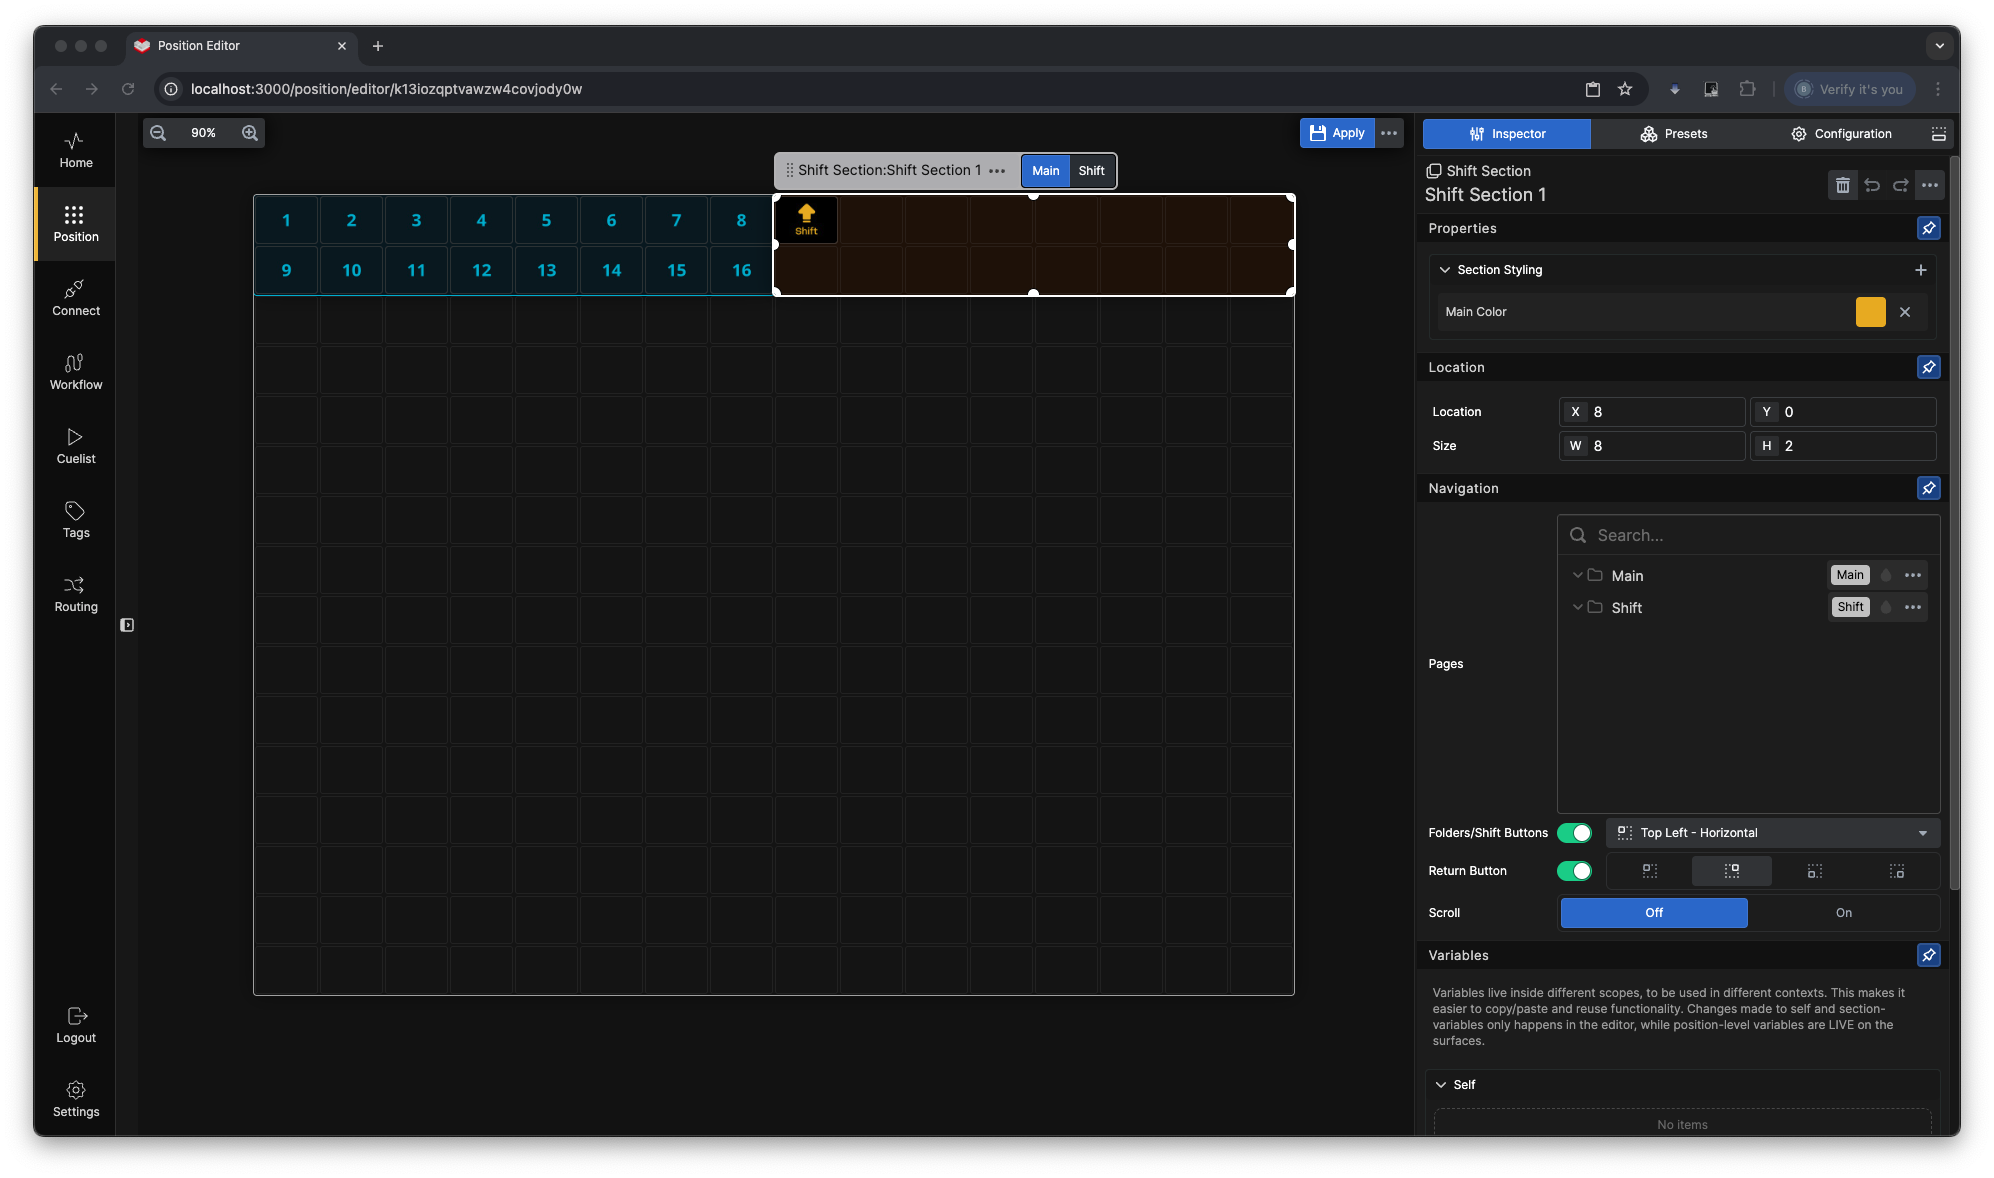 Position Editor
localhost:3000/position/editor/k13iozqptvawzw4covjody0w
Verify it's you
Home
Position
Connect
Workflow
Cuelist
Tags
Routing
Logout
Settings
90%
Apply
Shift Section:Shift Section 1
Main
Shift
1 2 3 4 5 6 7 8
Shift
9 10 11 12 13 14 15 16
Inspector
Presets
Configuration
Shift Section
Shift Section 1
Properties
Section Styling
Main Color
Location
Location X 8 Y 0
Size W 8 H 2
Navigation
Search...
Main Main
Shift Shift
Pages
Folders/Shift Buttons Top Left - Horizontal
Return Button
Scroll Off On
Variables
Variables live inside different scopes, to be used in different contexts. This makes it
easier to copy/paste and reuse functionality. Changes made to self and section-
variables only happens in the editor, while position-level variables are LIVE on the
surfaces.
Self
No items